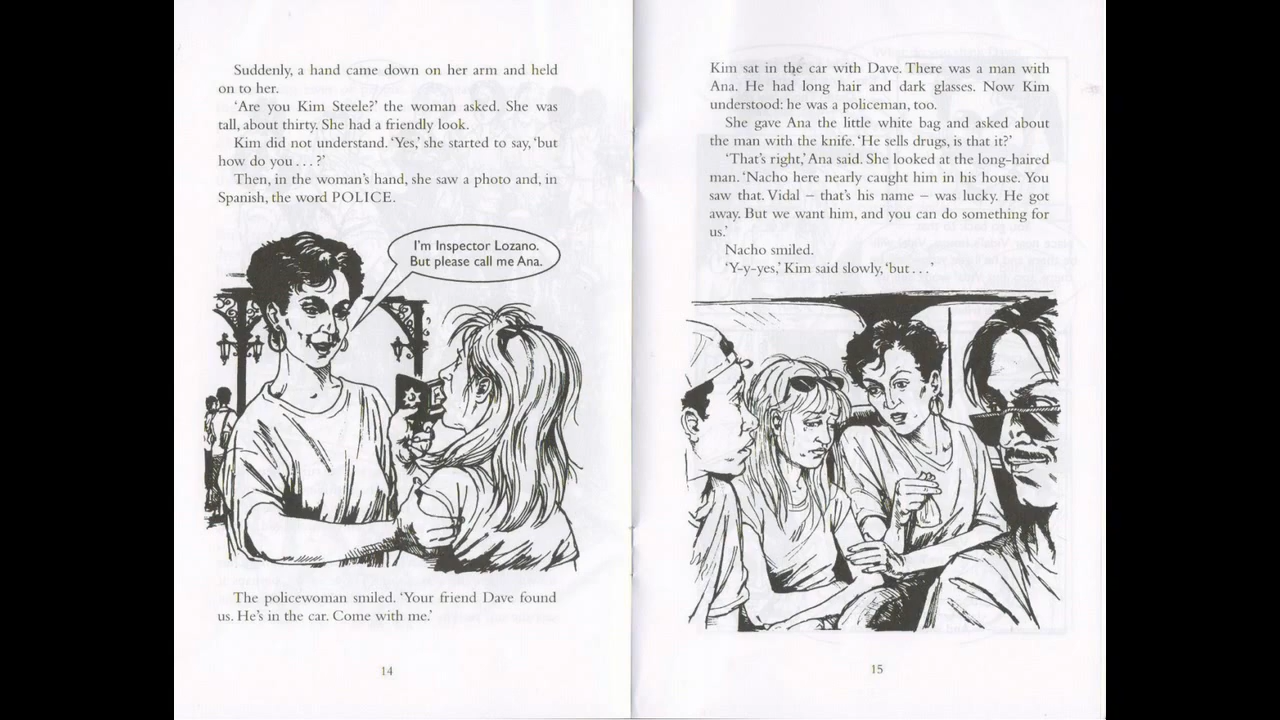 Suddenly, a hand came down on her arm and held
on to her.
‘Are you Kim Steele?’ the woman asked. She was
tall, about thirty. She had a friendly look.
Kim did not understand. ‘Yes,’ she started to say, ‘but
how do you . . . ?’
Then, in the woman’s hand, she saw a photo and, in
Spanish, the word POLICE.
I’m Inspector Lozano.
But please call me Ana.
The policewoman smiled. ‘Your friend Dave found
us. He’s in the car. Come with me.’
14
Kim sat in the car with Dave. There was a man with
Ana. He had long hair and dark glasses. Now Kim
understood: he was a policeman, too.
She gave Ana the little white bag and asked about
the man with the knife. ‘He sells drugs, is that it?’
‘That’s right,’ Ana said. She looked at the long-haired
man. ‘Nacho here nearly caught him in his house. You
saw that. Vidal – that’s his name – was lucky. He got
away. But we want him, and you can do something for
us.’
Nacho smiled.
‘Y-y-yes,’ Kim said slowly, ‘but . . .’
15